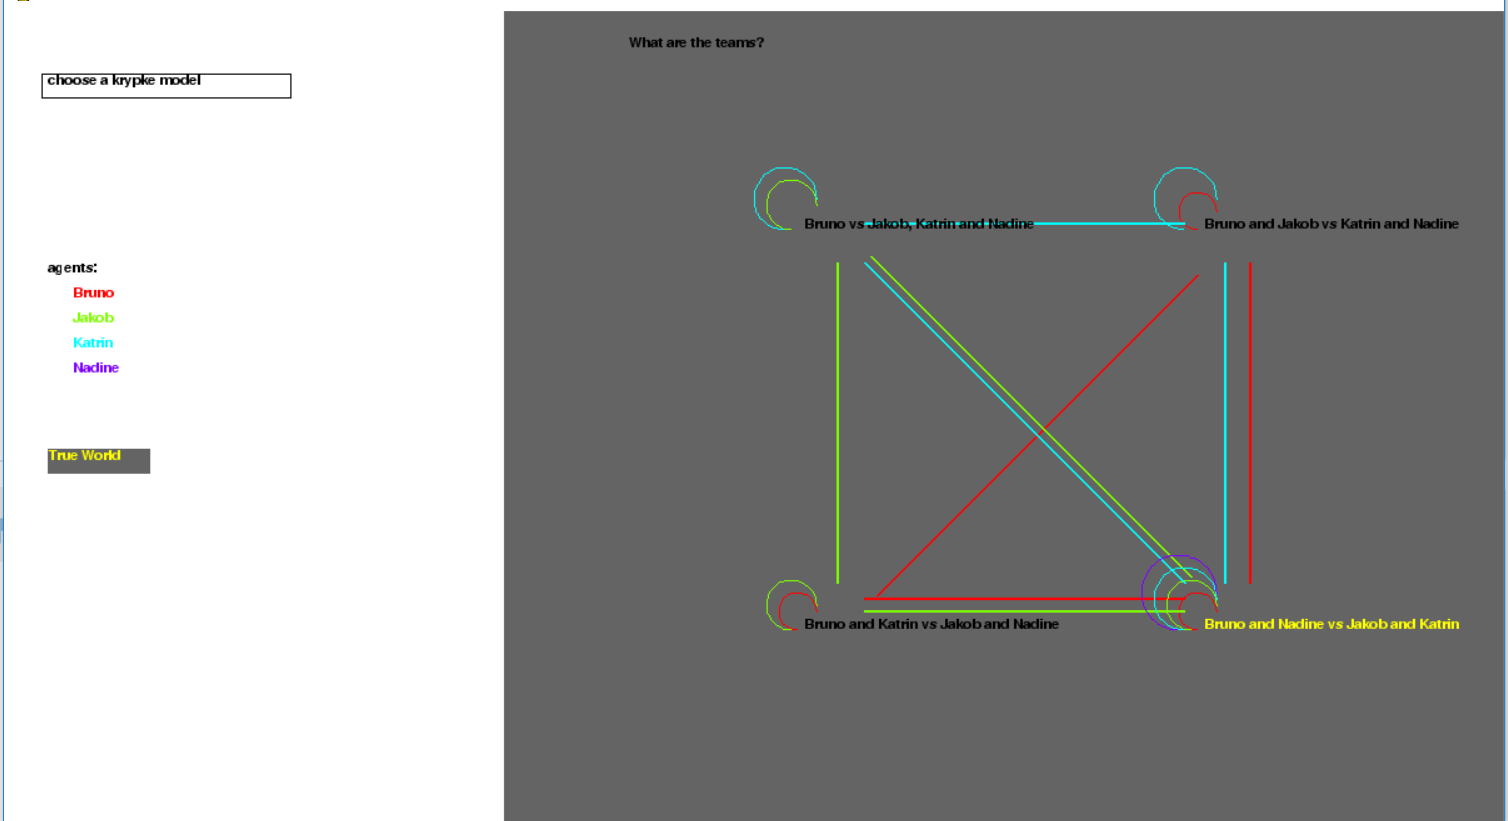 What are the teams?
choose a krypke model
Bruno vs Jakob, Katrin and Nadine
Bruno and Jakob vs Katrin and Nadine
agents:
Bruno
Jakob
Katrin
Nadine
True World
Bruno and Katrin vs Jakob and Nadine
Bruno and Nadine vs Jakob and Katrin